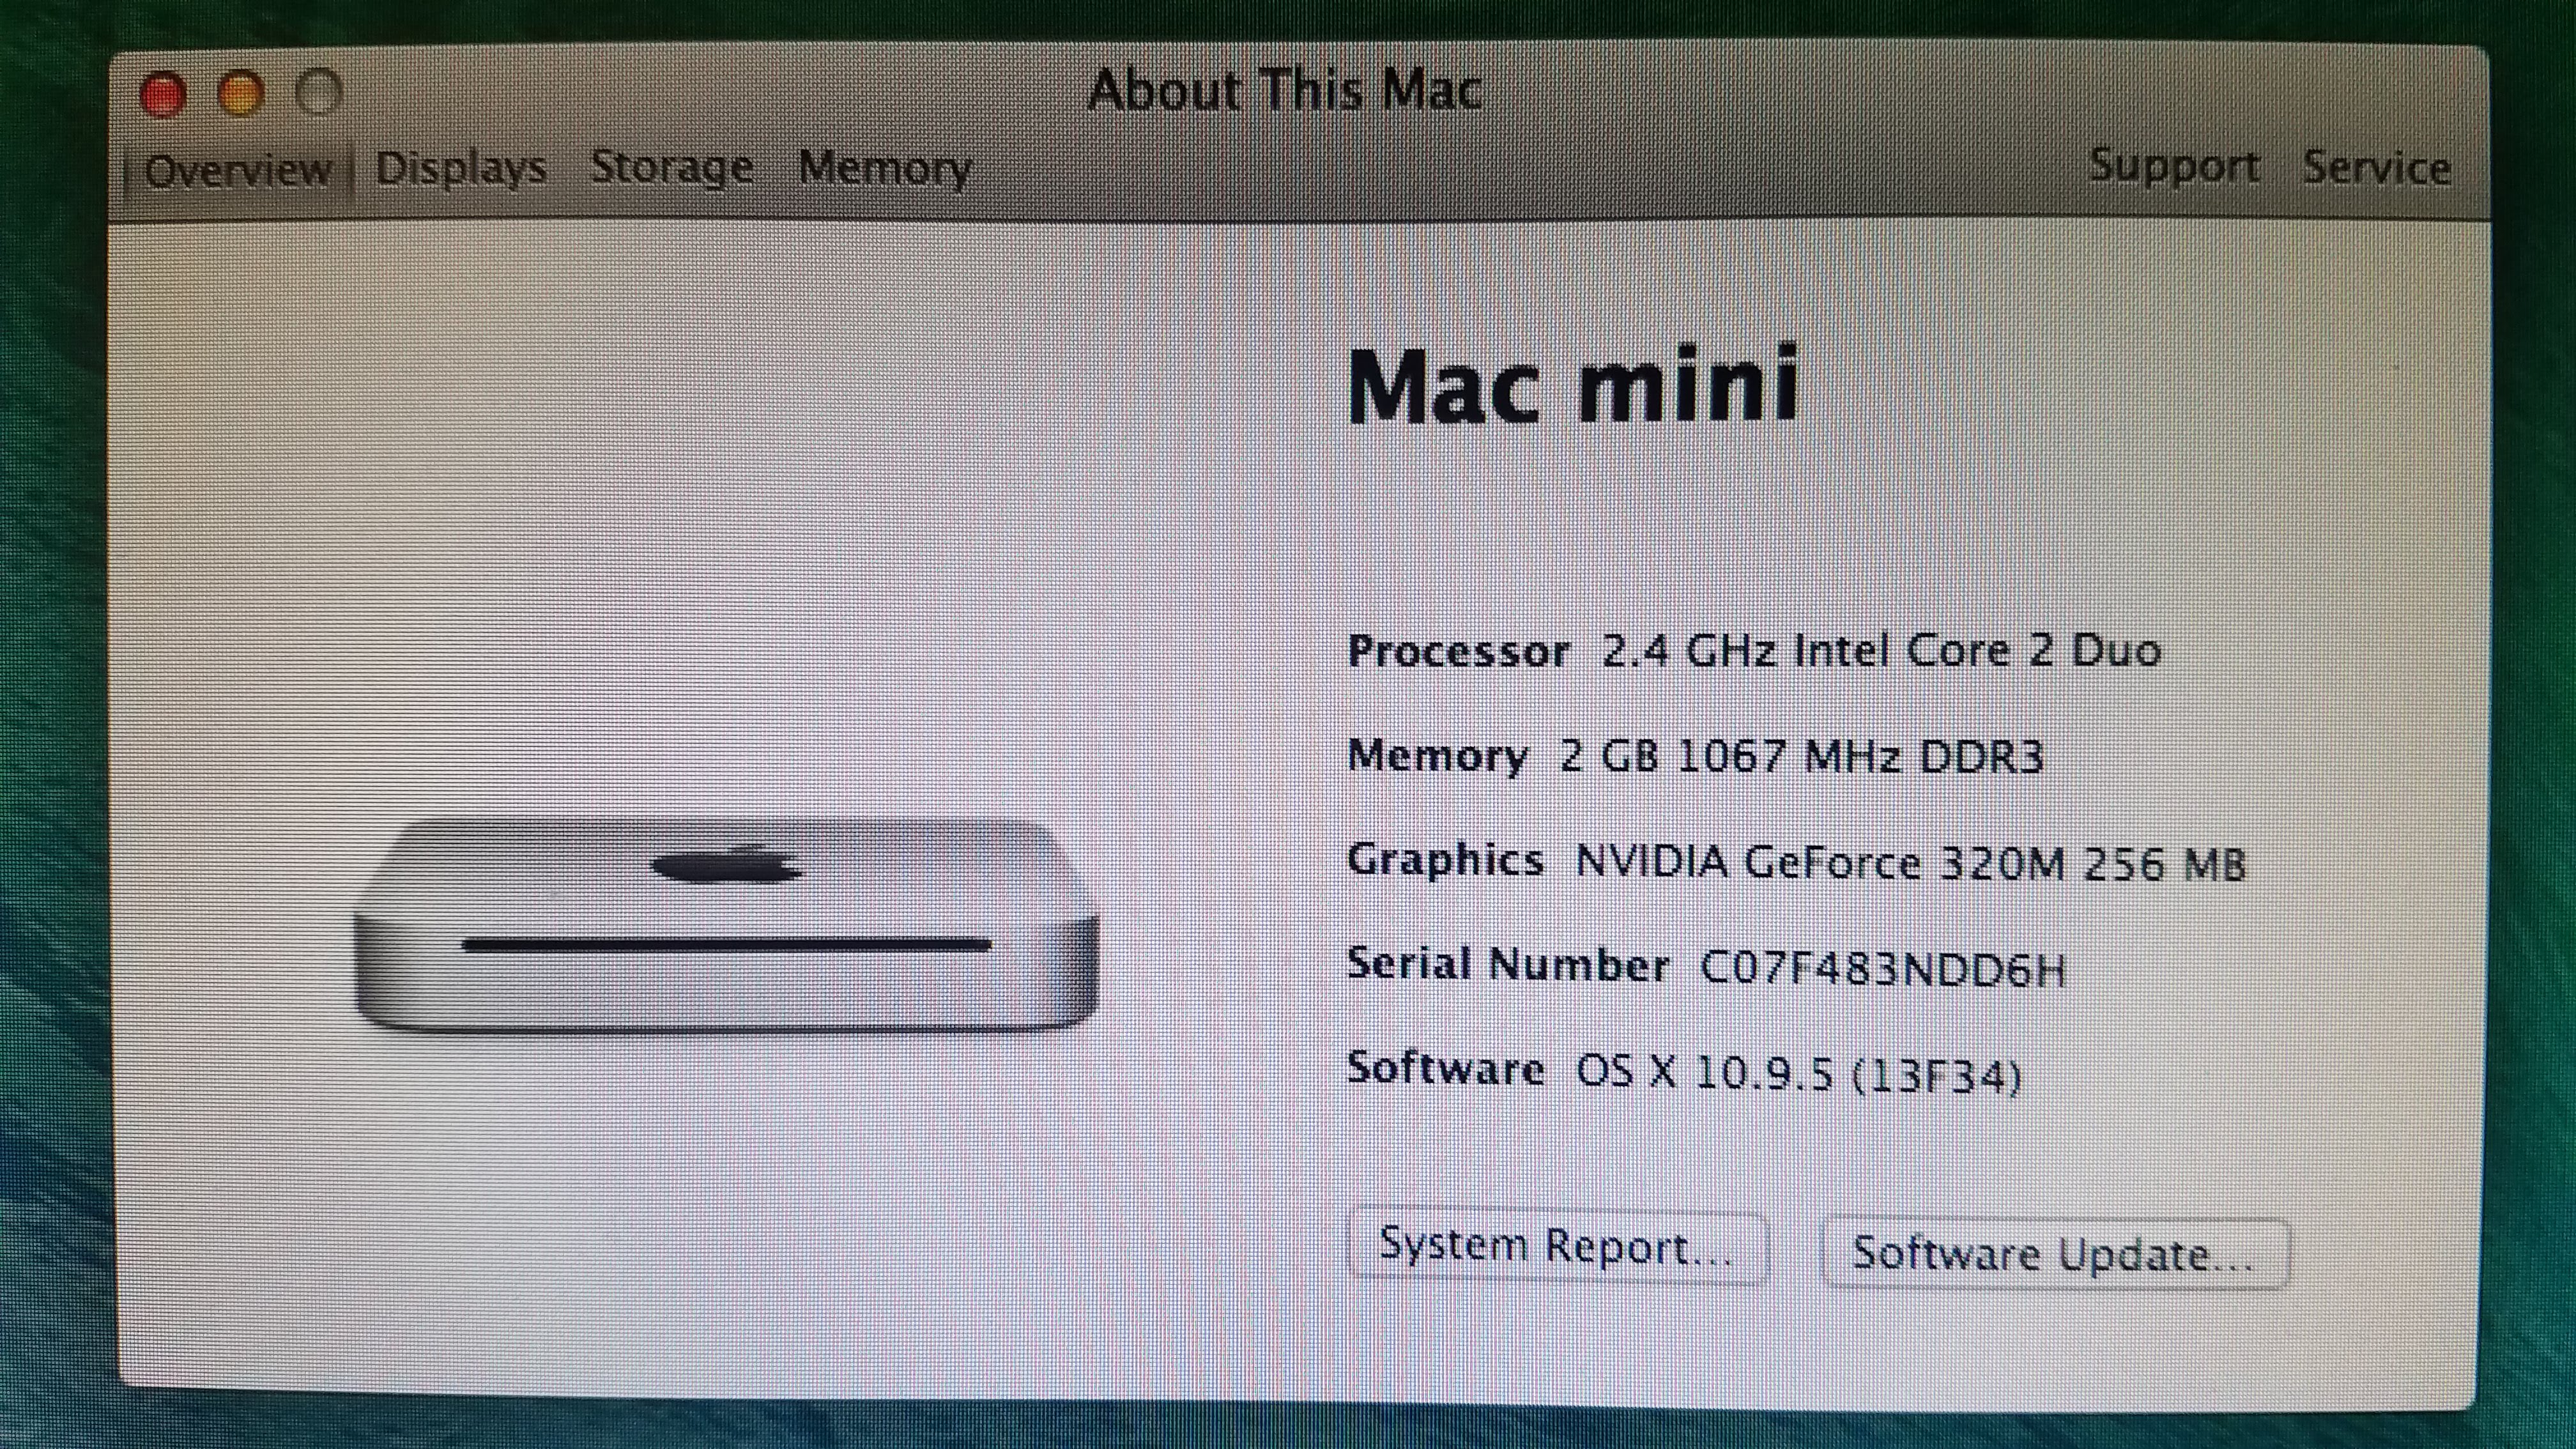 About This Mac
Overview Displays Storage Memory Support Service
Mac mini
Processor 2.4 GHz Intel Core 2 Duo
Memory 2 GB 1067 MHz DDR3
Graphics NVIDIA GeForce 320M 256 MB
Serial Number C07F483NDD6H
Software OS X 10.9.5 (13F34)
System Report... Software Update...